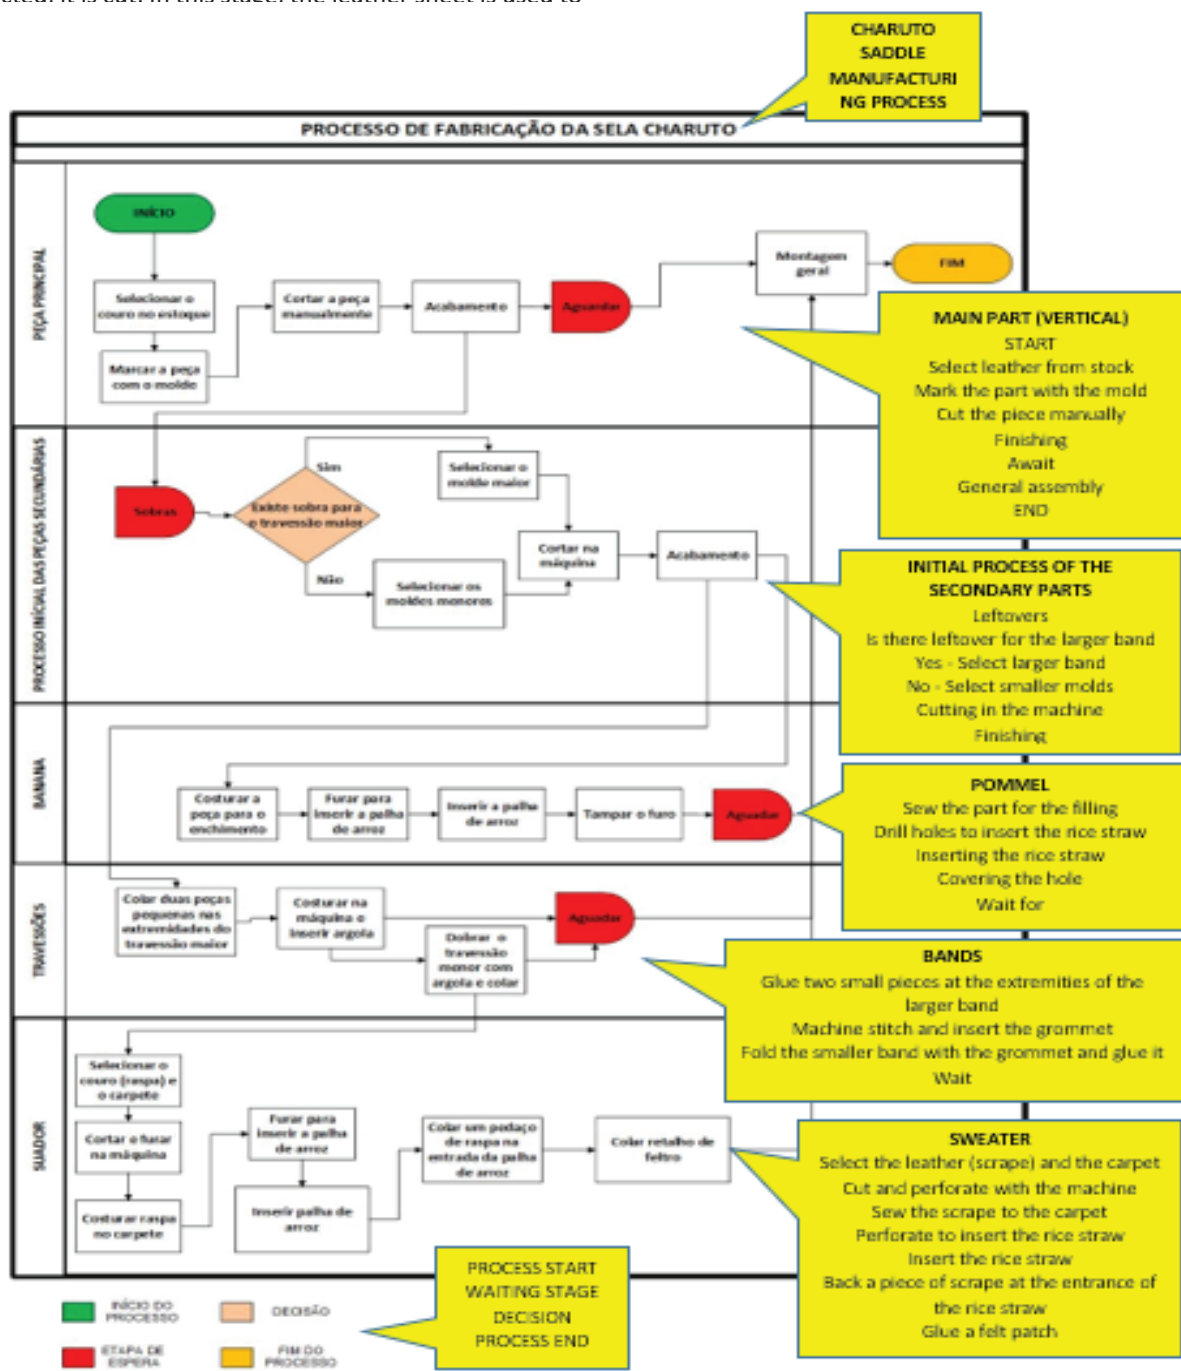 CHARUTO
SADDLE
MANUFACTURI
NG PROCESS
PROCESSO DE FABRICAÇÃO DA SELA CHARUTO
PEÇA PRINCIPAL
INÍCIO
Selecionar o
couro no estoque
Marcar a peça
com o molde
Cortar a peça
manualmente
Acabamento
Aguardar
Montagem
geral
FIM
MAIN PART (VERTICAL)
START
Select leather from stock
Mark the part with the mold
Cut the piece manually
Finishing
Await
General assembly
END
PROCESSO INÍCIAL DAS PEÇAS SECUNDÁRIAS
Sobras
Existe sobra para
o travessão maior
Sim
Não
Selecionar o
molde maior
Selecionar os
moldes menores
Cortar na
máquina
Acabamento
INITIAL PROCESS OF THE
SECONDARY PARTS
Leftovers
Is there leftover for the larger band
Yes - Select larger band
No - Select smaller molds
Cutting in the machine
Finishing
BANANA
Costurar a
peça para o
enchimento
Furar para
inserir a palha
de arroz
Inserir a palha
de arroz
Tampar o furo
Aguardar
POMMEL
Sew the part for the filling
Drill holes to insert the rice straw
Inserting the rice straw
Covering the hole
Wait for
TRAVESSÕES
Colar duas peças
pequenas nas
extremidades do
travessão maior
Costurar na
máquina e
inserir argola
Dobrar o
travessão
menor com
argola e colar
Aguardar
BANDS
Glue two small pieces at the extremities of the
larger band
Machine stitch and insert the grommet
Fold the smaller band with the grommet and glue it
Wait
SUADOR
Selecionar o
couro (raspa) e
o carpete
Cortar e furar
na máquina
Costurar raspa
no carpete
Furar para
inserir a palha
de arroz
Inserir palha de
arroz
Colar um pedaço
de raspa na
entrada da palha
de arroz
Colar retalho de
feltro
SWEATER
Select the leather (scrape) and the carpet
Cut and perforate with the machine
Sew the scrape to the carpet
Perforate to insert the rice straw
Insert the rice straw
Back a piece of scrape at the entrance of
the rice straw
Glue a felt patch
INÍCIO DO
PROCESSO
DECISÃO
ETAPA DE
ESPERA
FIM DO
PROCESSO
PROCESS START
WAITING STAGE
DECISION
PROCESS END